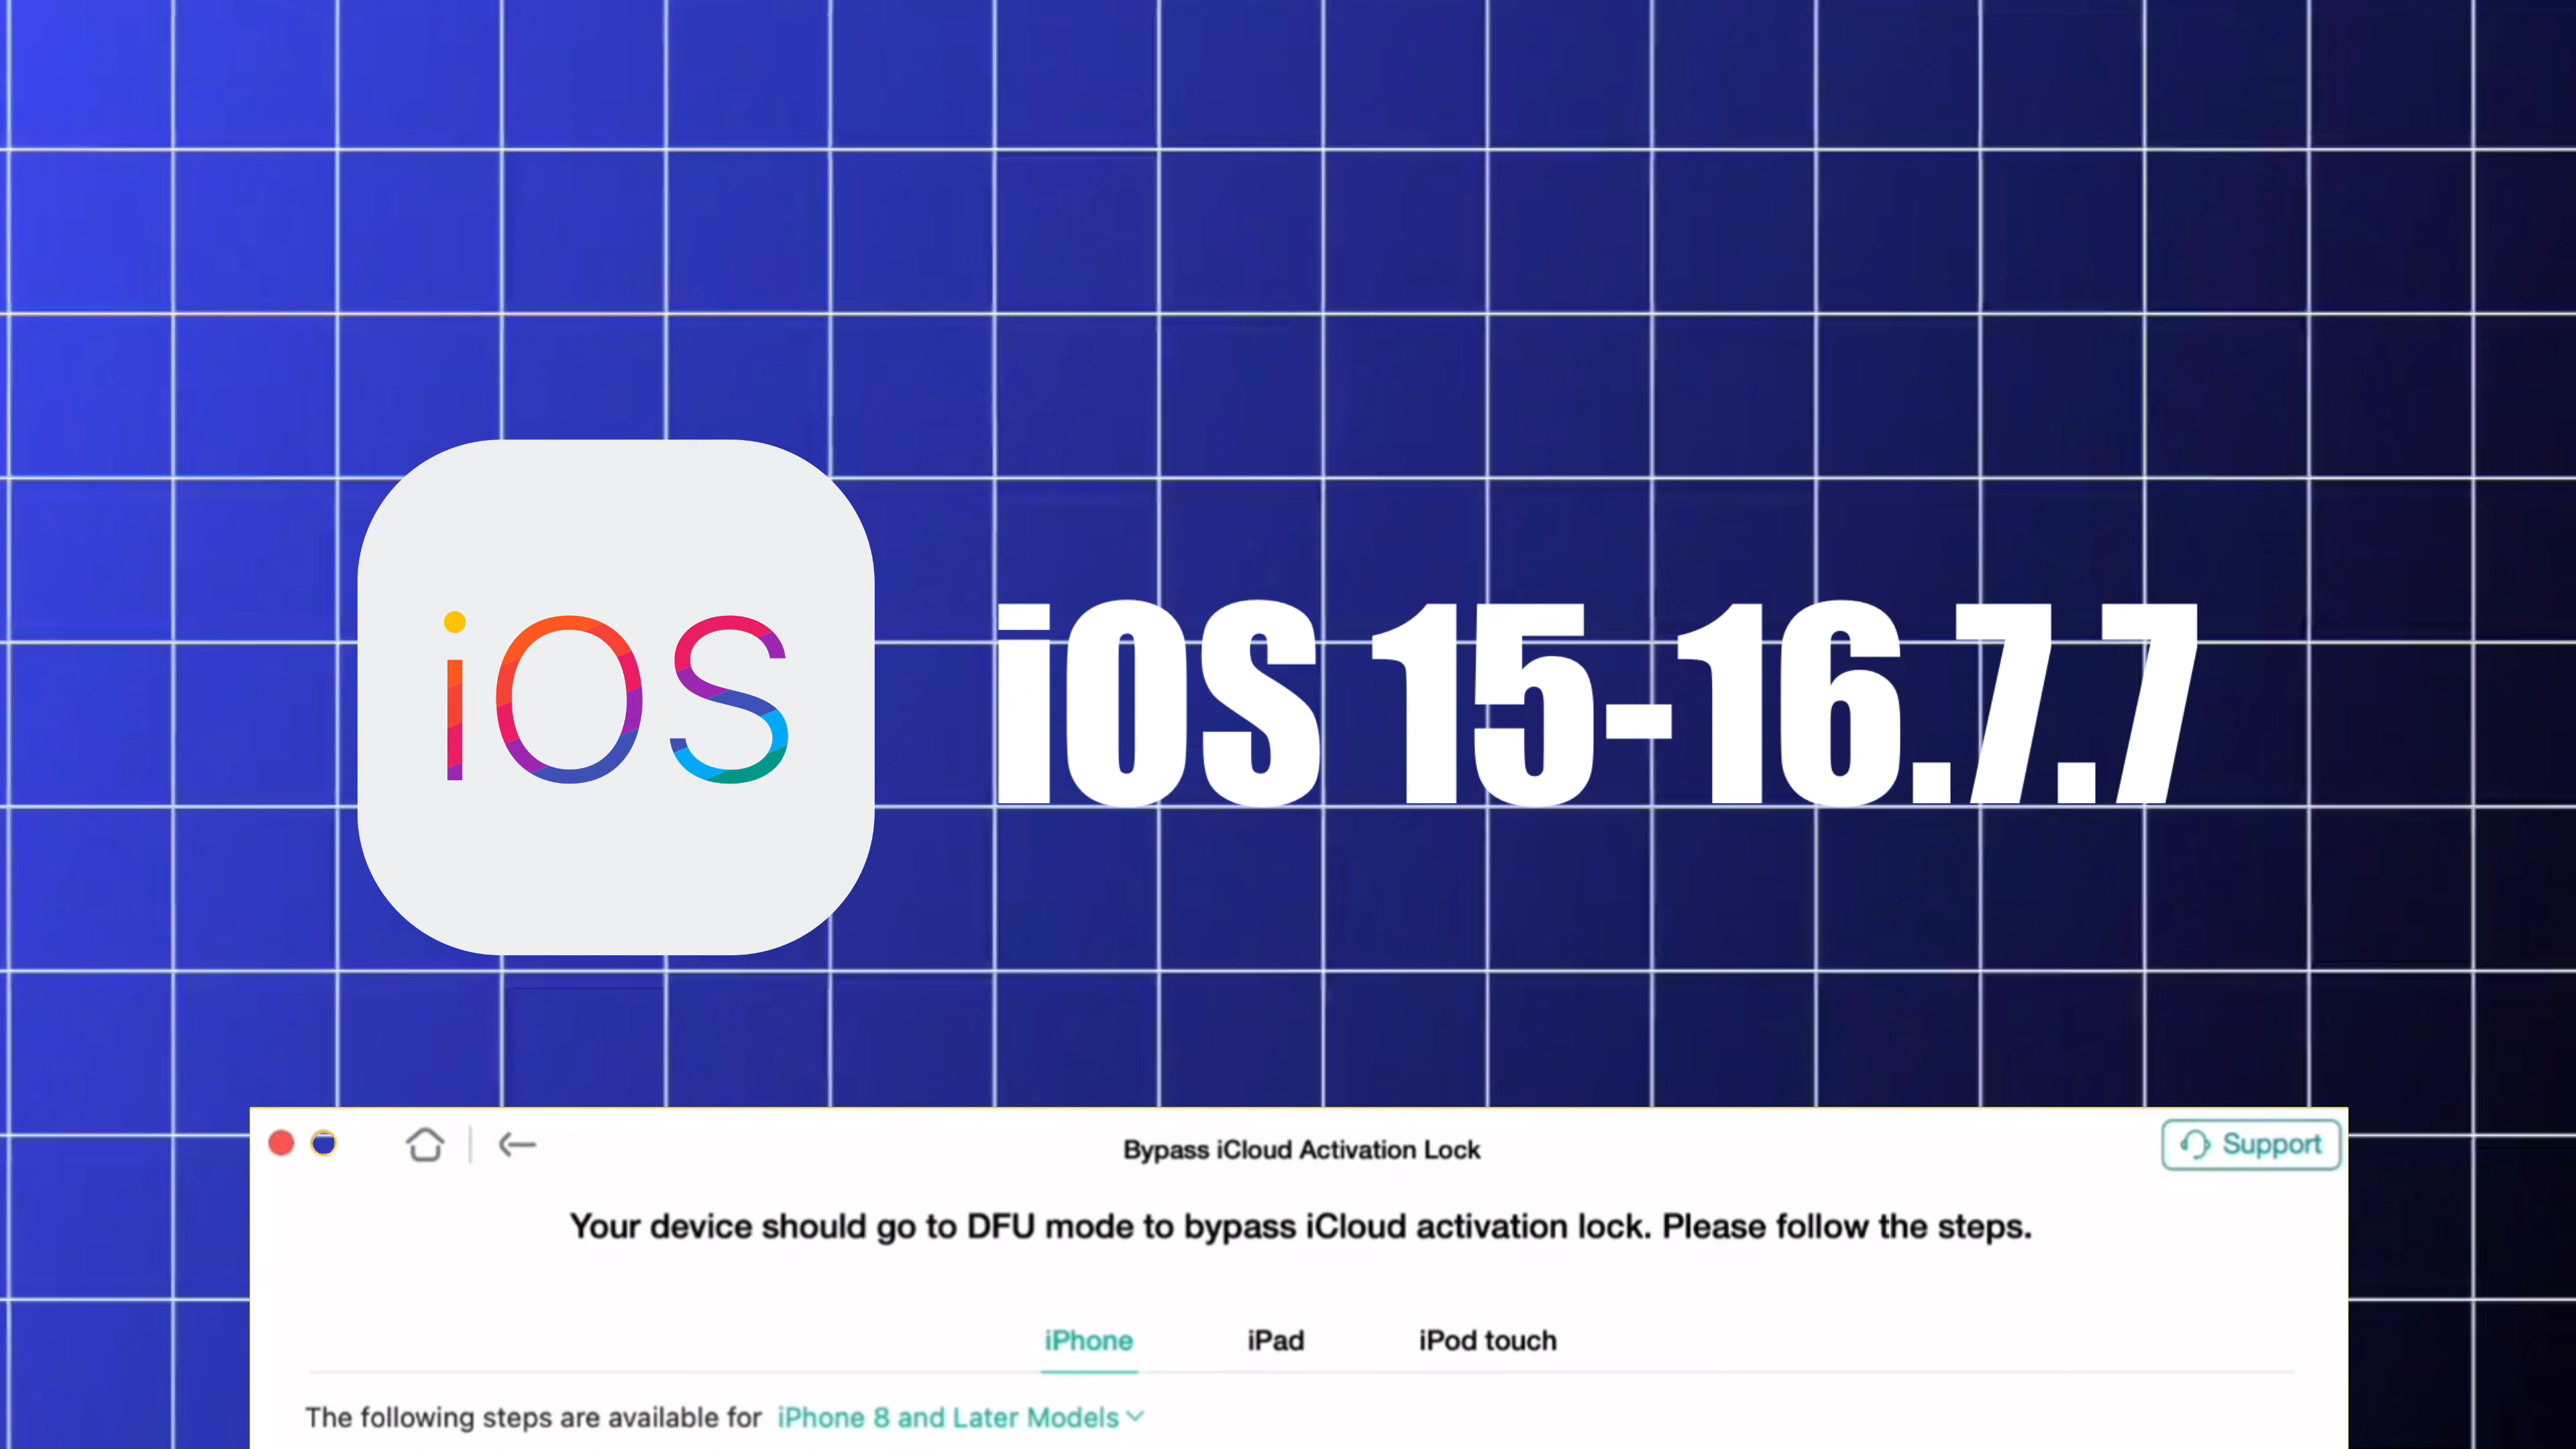 iOS
iOS 15-16.7.7
Bypass iCloud Activation Lock
Support
Your device should go to DFU mode to bypass iCloud activation lock. Please follow the steps.
iPhone
iPad
iPod touch
The following steps are available for iPhone 8 and Later Models